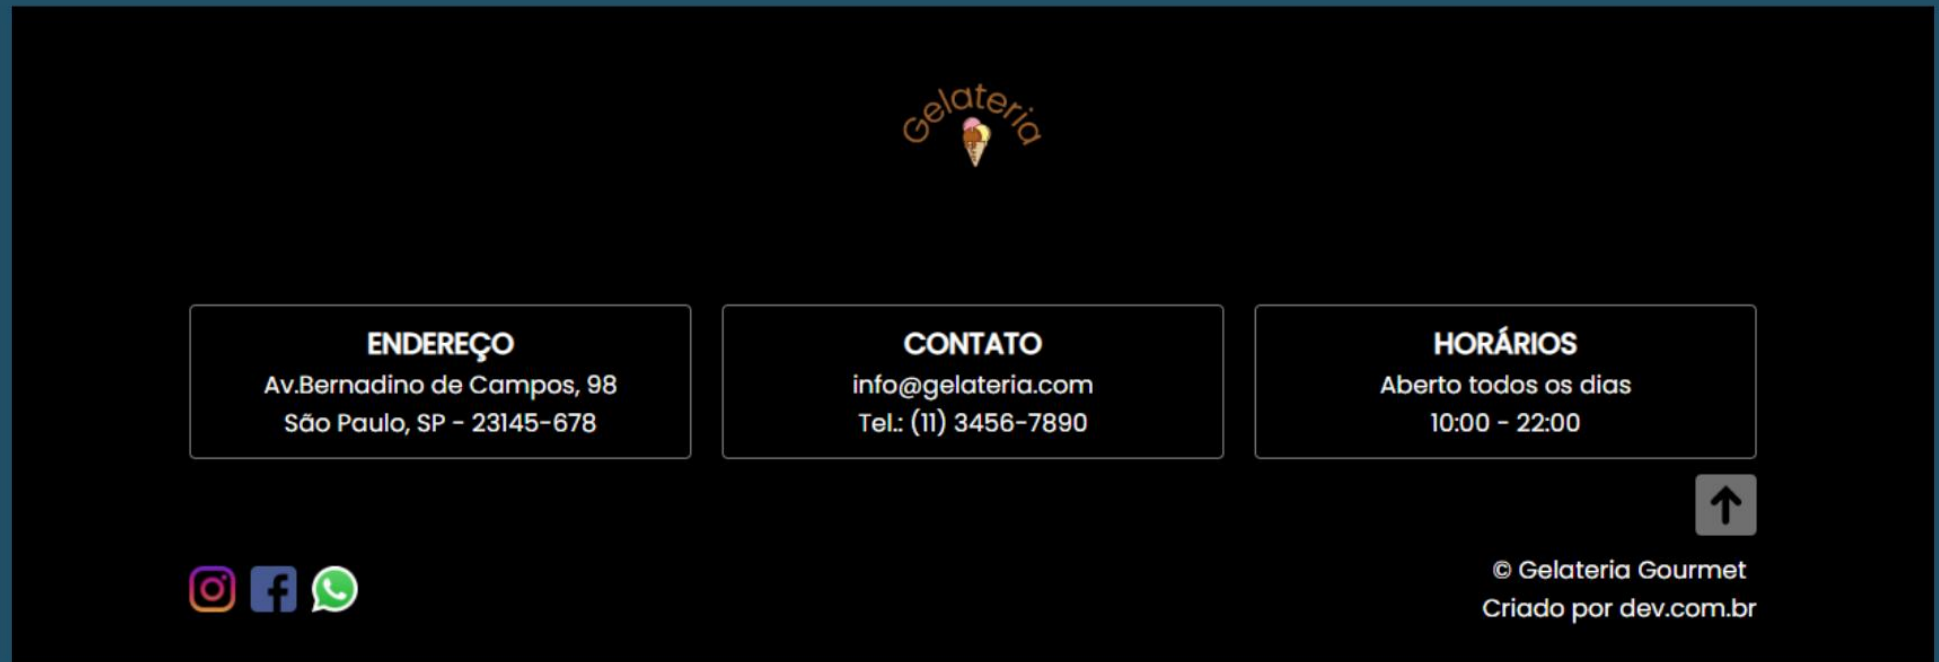 Gelateria
ENDEREÇO
Av.Bernadino de Campos, 98
São Paulo, SP - 23145-678
CONTATO
info@gelateria.com
Tel.: (11) 3456-7890
HORÁRIOS
Aberto todos os dias
10:00 - 22:00
© Gelateria Gourmet
Criado por dev.com.br